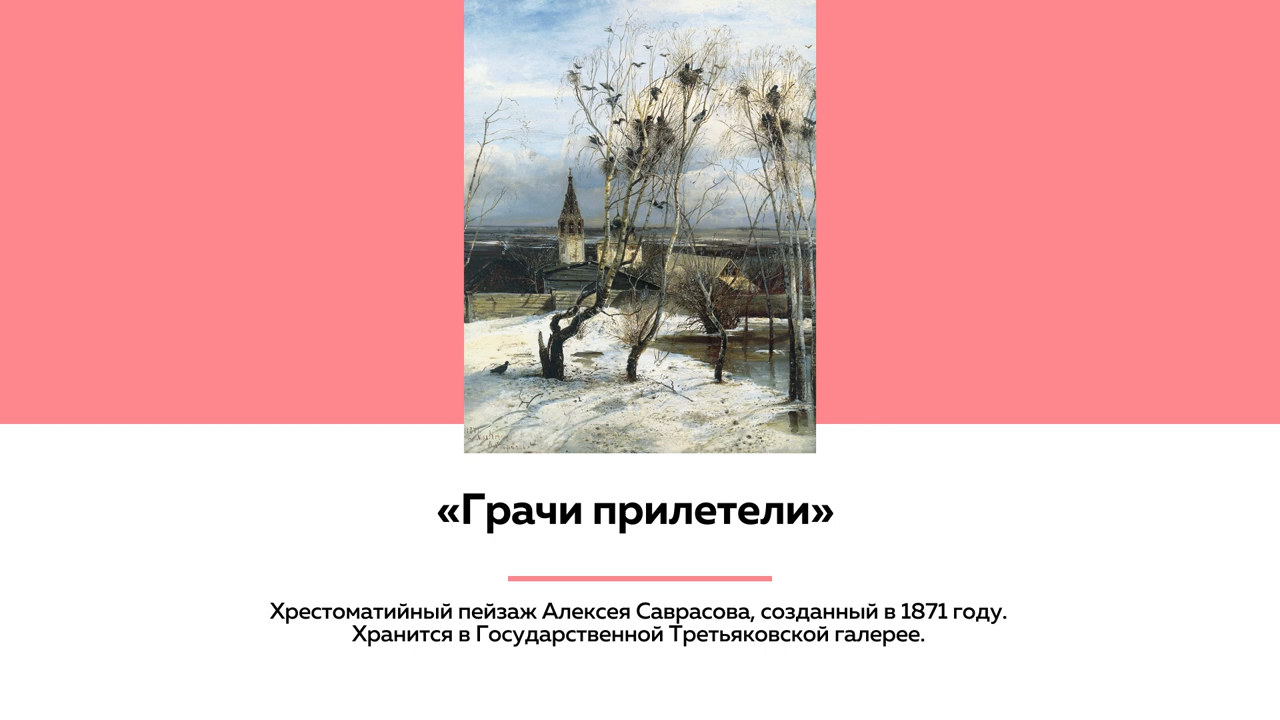 «Грачи прилетели»
Хрестоматийный пейзаж Алексея Саврасова, созданный в 1871 году.
Хранится в Государственной Третьяковской галерее.